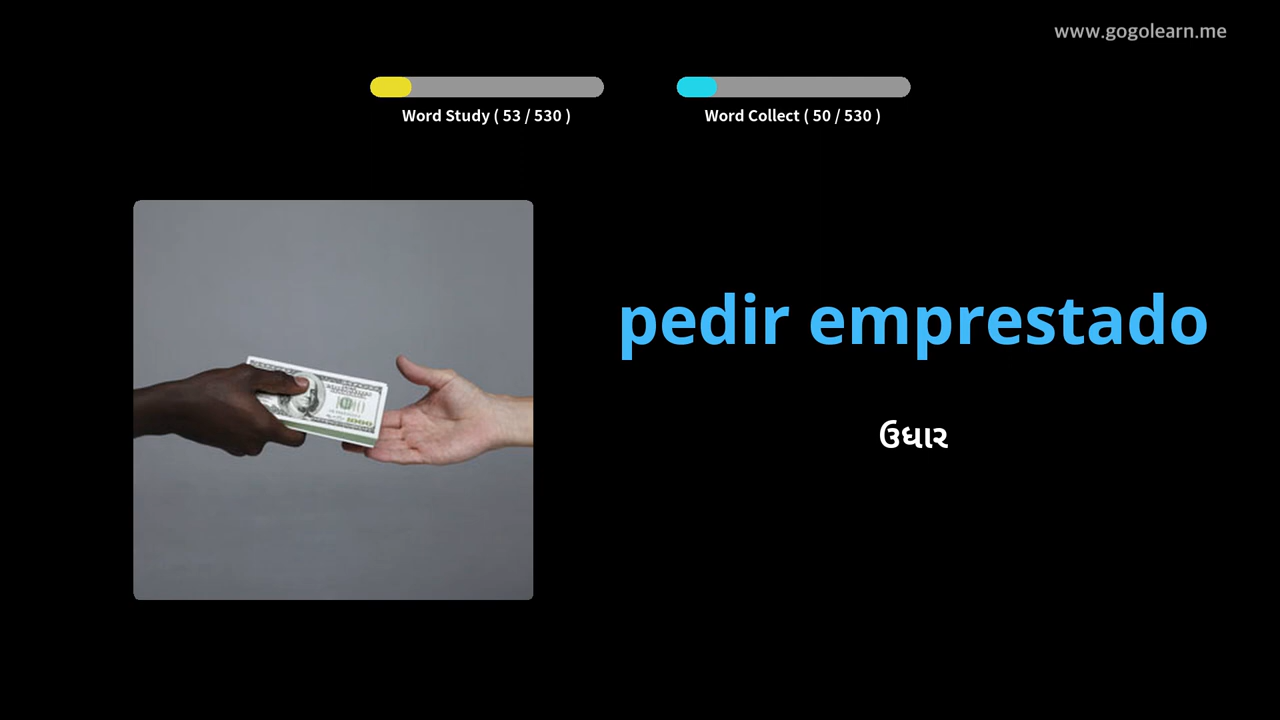 www.gogolearn.me
Word Study ( 53 / 530 )
Word Collect ( 50 / 530 )
pedir emprestado
ઉધાર